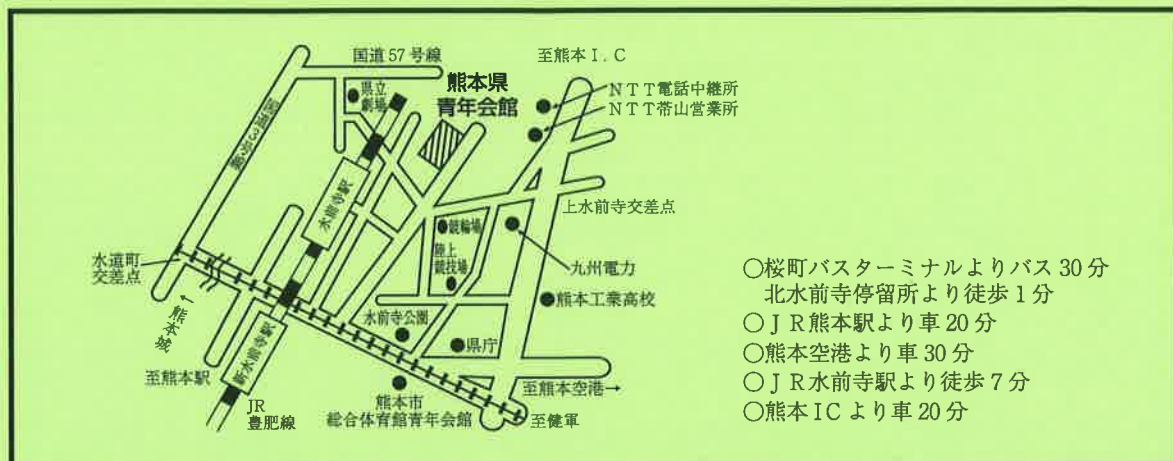 国道57号線
至熊本I.C
県立
劇場
熊本県
青年会館
NTT電話中継所
NTT帯山営業所
国道3号線
水前寺駅
上水前寺交差点
競輪場
陸上
競技場
九州電力
水道町
交差点
←熊本城
熊本工業高校
水前寺公園
県庁
新水前寺駅
至熊本駅
至熊本空港→
JR
豊肥線
熊本市
総合体育館青年会館
至健軍
○桜町バスターミナルよりバス30分
北水前寺停留所より徒歩1分
○JR熊本駅より車20分
○熊本空港より車30分
○JR水前寺駅より徒歩7分
○熊本ICより車20分